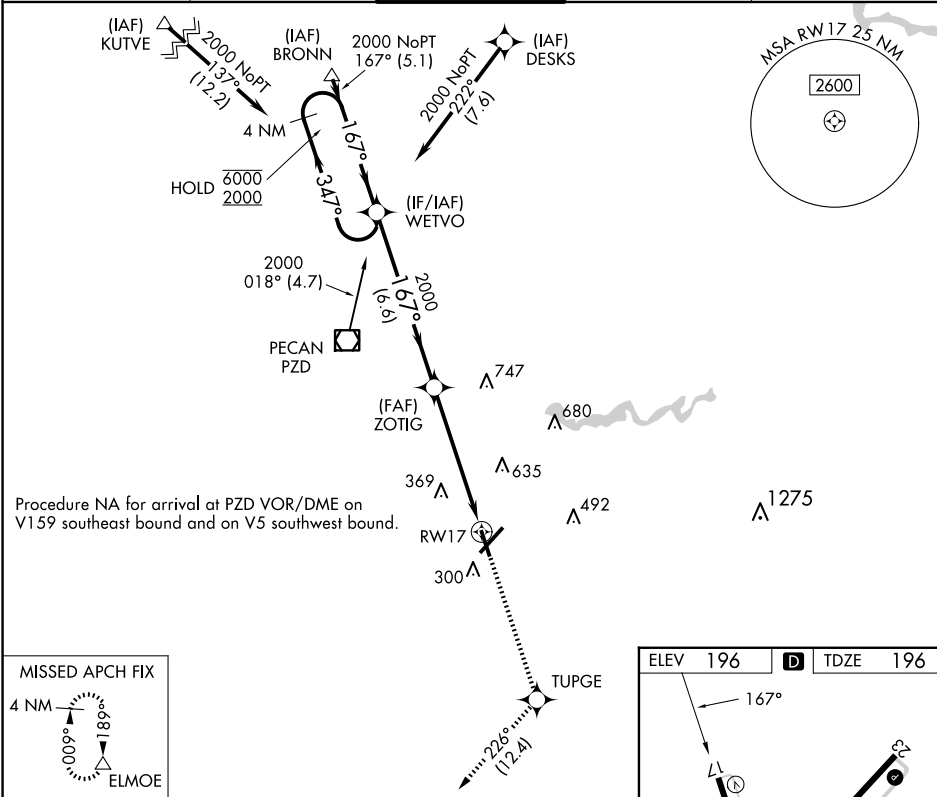 (IAF)
KUTVE
2000 NoPT
137°
(12.2)
(IAF)
BRONN
2000 NoPT
167° (5.1)
(IAF)
DESKS
2000 NoPT
222°
(7.6)
MSA RW17 25 NM
2600
4 NM
HOLD
6000
2000
167°
347°
(IF/IAF)
WETVO
2000
018° (4.7)
2000
167°
(6.6)
PECAN
PZD
(FAF)
ZOTIG
747
680
635
369
492
1275
Procedure NA for arrival at PZD VOR/DME on
V159 southeast bound and on V5 southwest bound.
RW17
300
MISSED APCH FIX
4 NM
189°
009°
ELMOE
TUPGE
226°
(12.4)
ELEV 196 D TDZE 196
167°
17
23
P